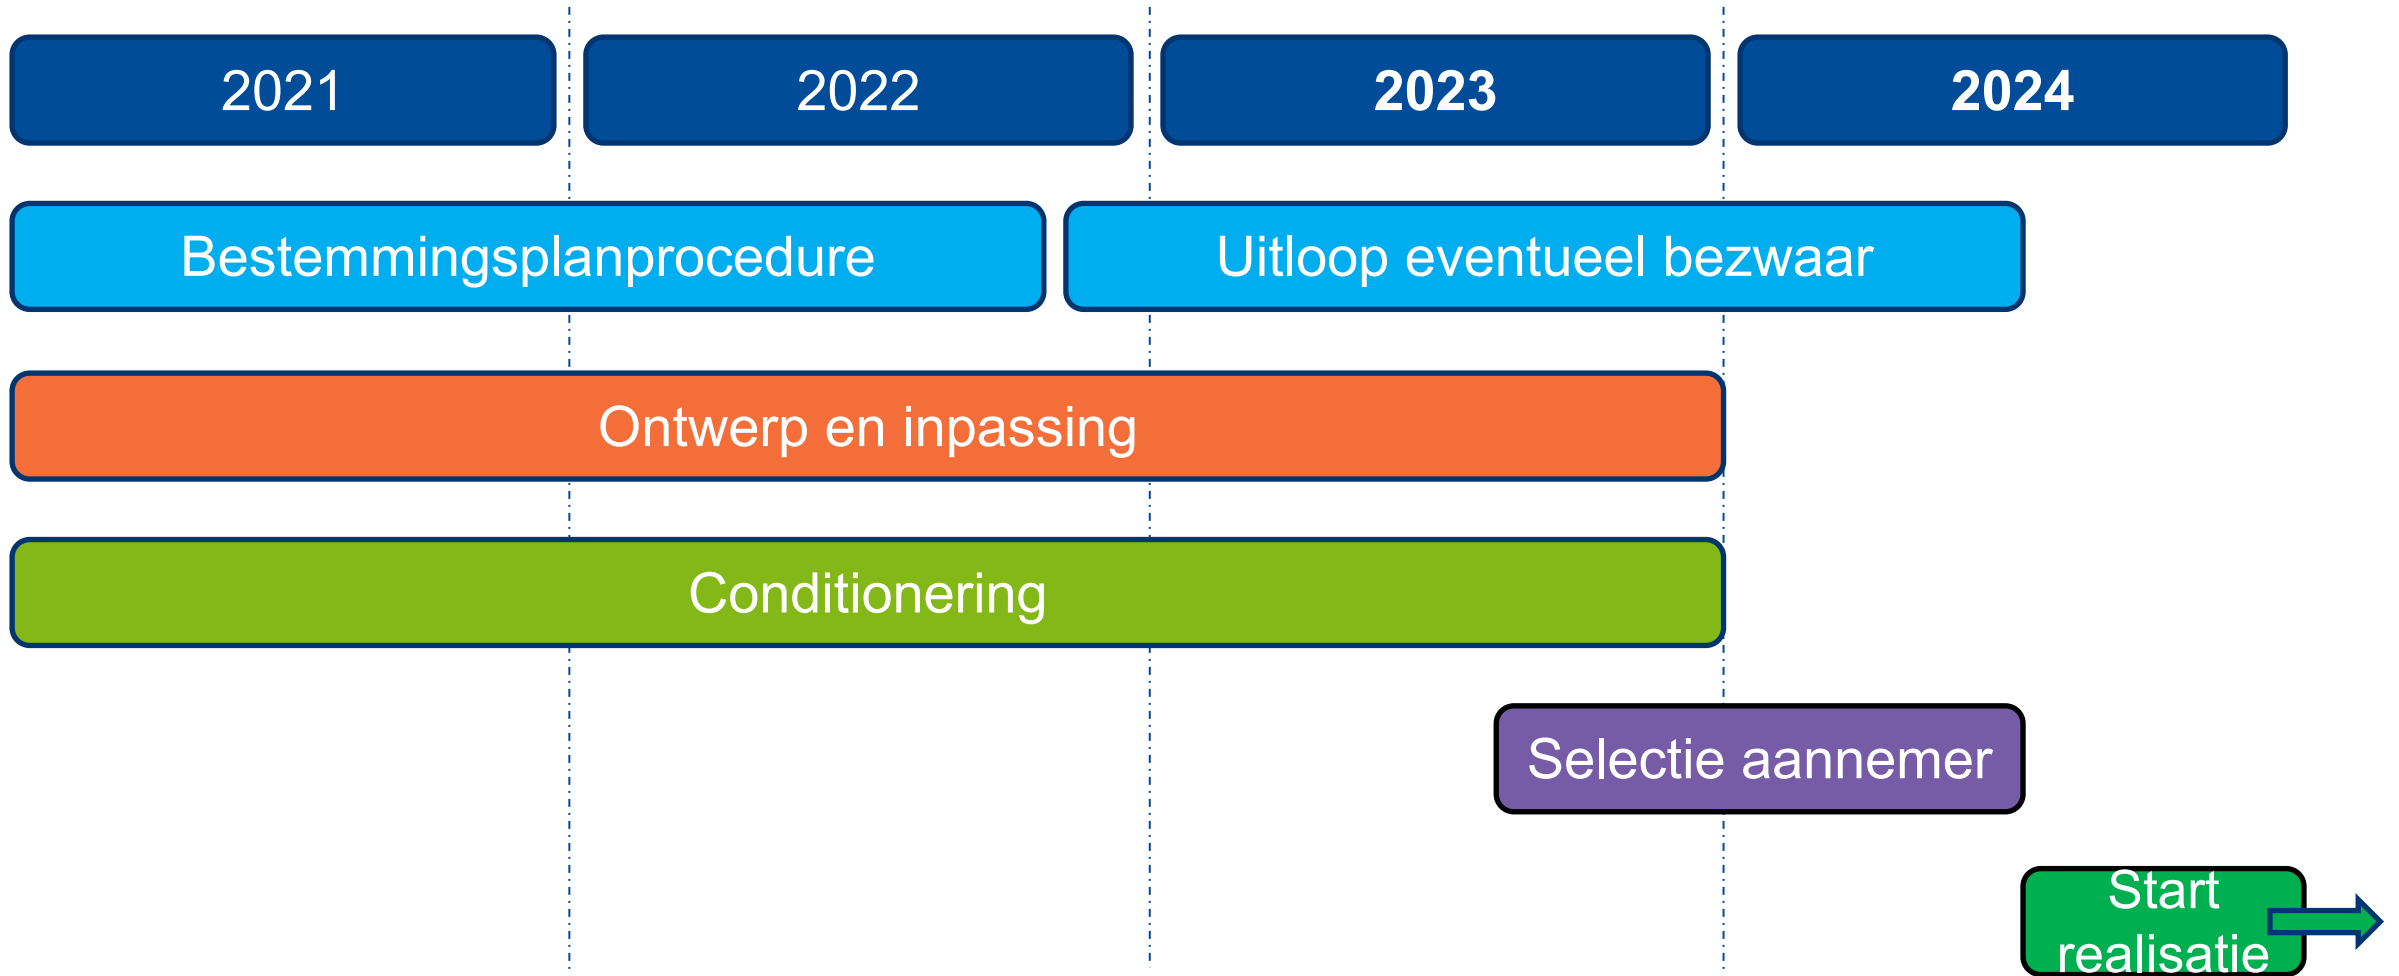 2021
2022
2023
2024
Bestemmingsplanprocedure
Uitloop eventueel bezwaar
Ontwerp en inpassing
Conditionering
Selectie aannemer
Start
realisatie